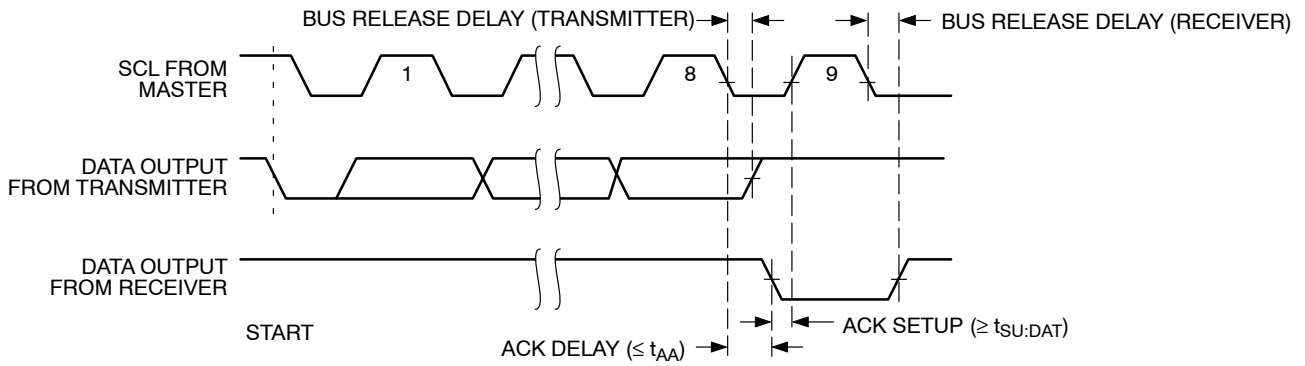 BUS RELEASE DELAY (TRANSMITTER)
BUS RELEASE DELAY (RECEIVER)
SCL FROM
MASTER
1
8
9
DATA OUTPUT
FROM TRANSMITTER
DATA OUTPUT
FROM RECEIVER
START
ACK SETUP (≥ tSU:DAT)
ACK DELAY (≤ tAA)